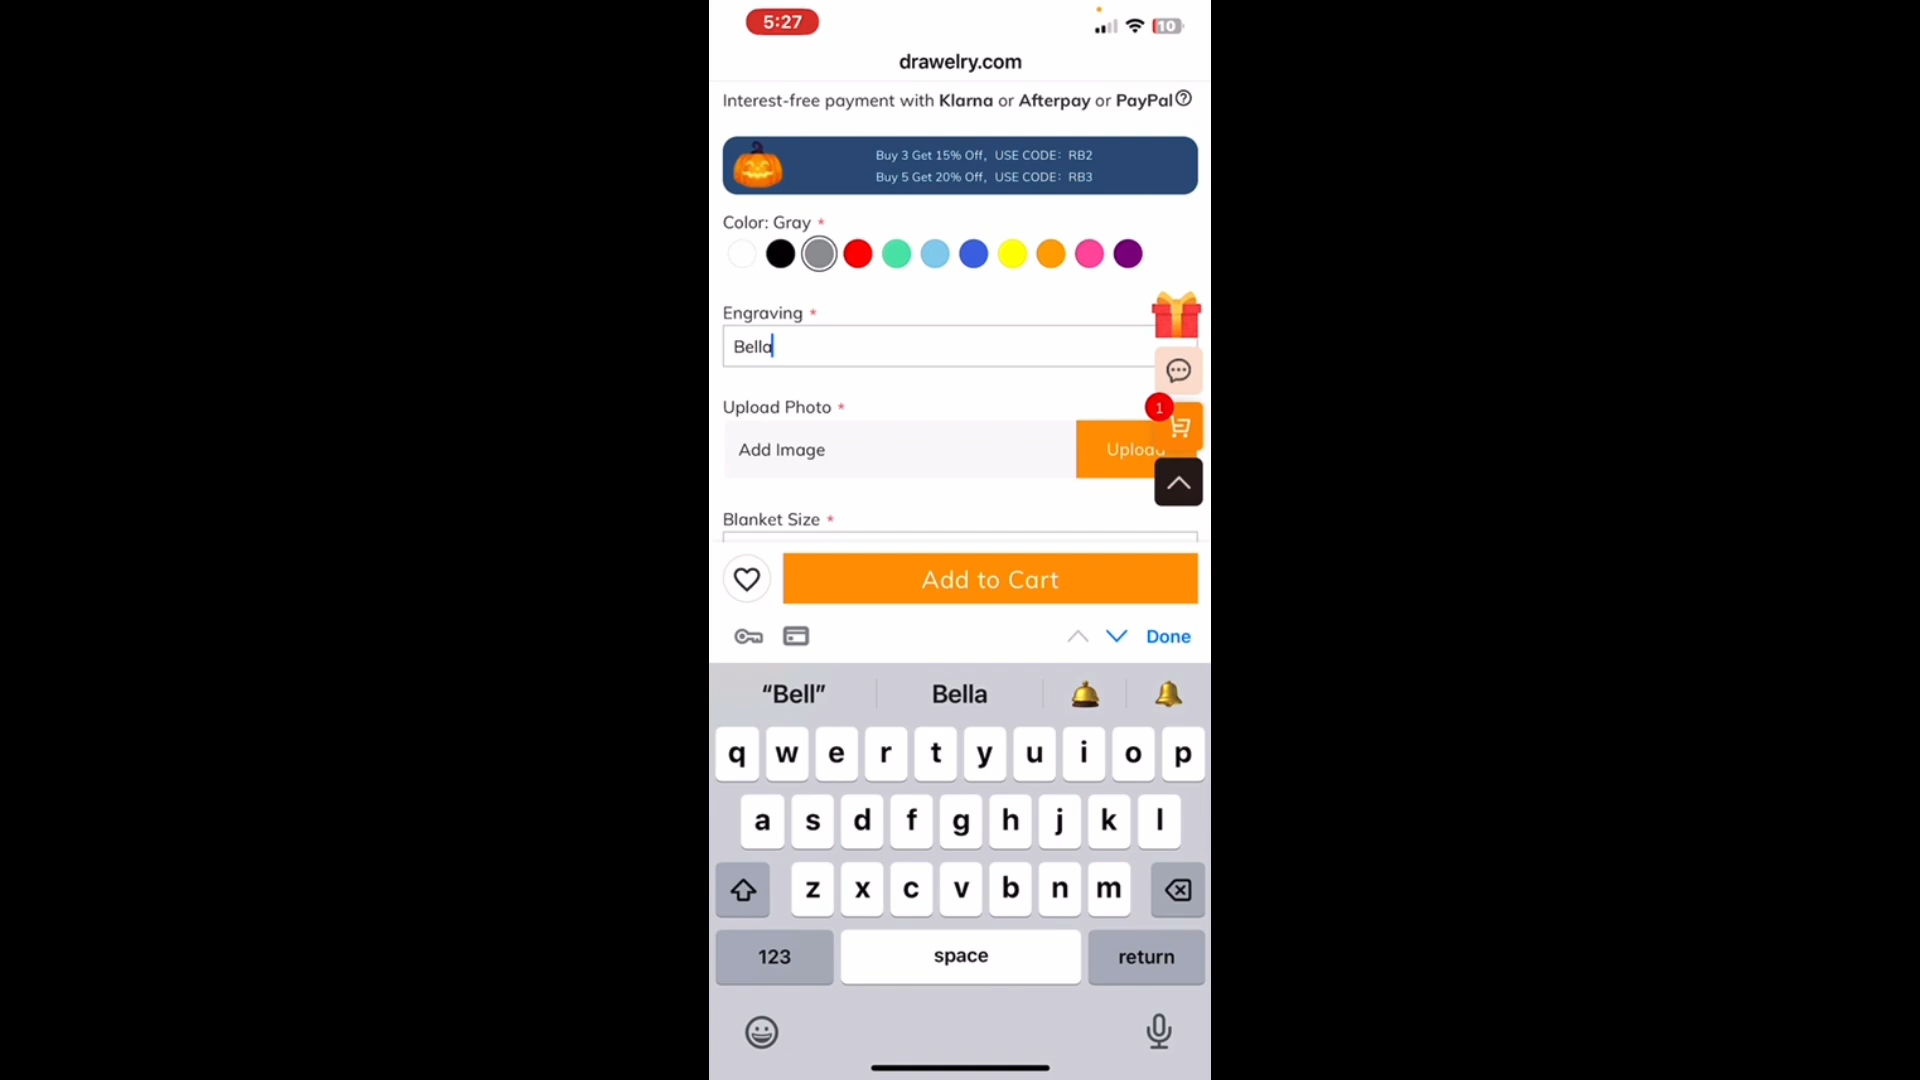 5:27
10
drawelry.com
Interest-free payment with Klarna or Afterpay or PayPal
Buy 3 Get 15% Off, USE CODE: RB2
Buy 5 Get 20% Off, USE CODE: RB3
Color: Gray *
Engraving *
Bella
Upload Photo *
1
Add Image
Upload
Blanket Size *
Add to Cart
Done
“Bell” Bella
q w e r t y u i o p
a s d f g h j k l
z x c v b n m
123 space return